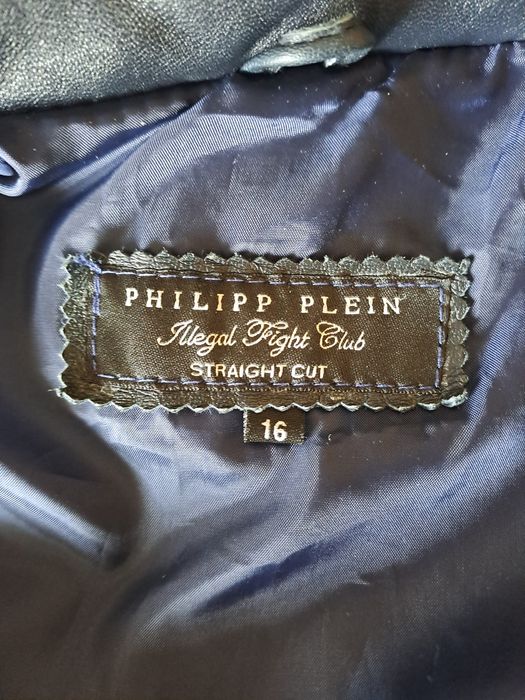 PHILIPP PLEIN
Illegal Fight Club
STRAIGHT CUT
16